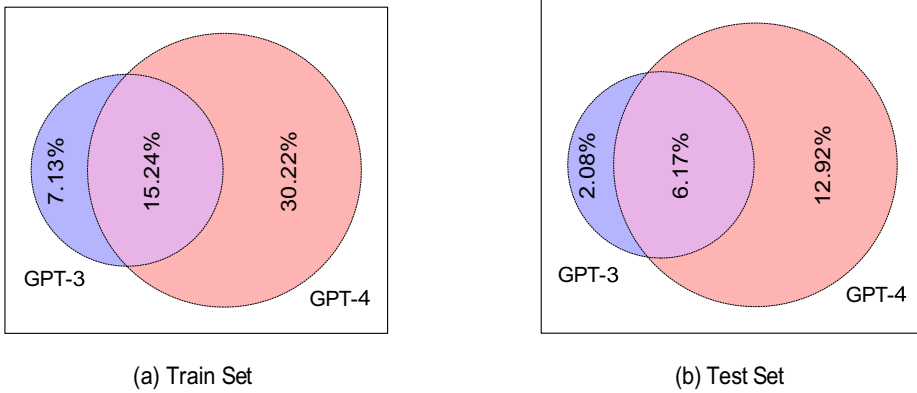 7.13%
15.24%
30.22%
GPT-3
GPT-4
(a) Train Set
2.08%
6.17%
12.92%
GPT-3
GPT-4
(b) Test Set